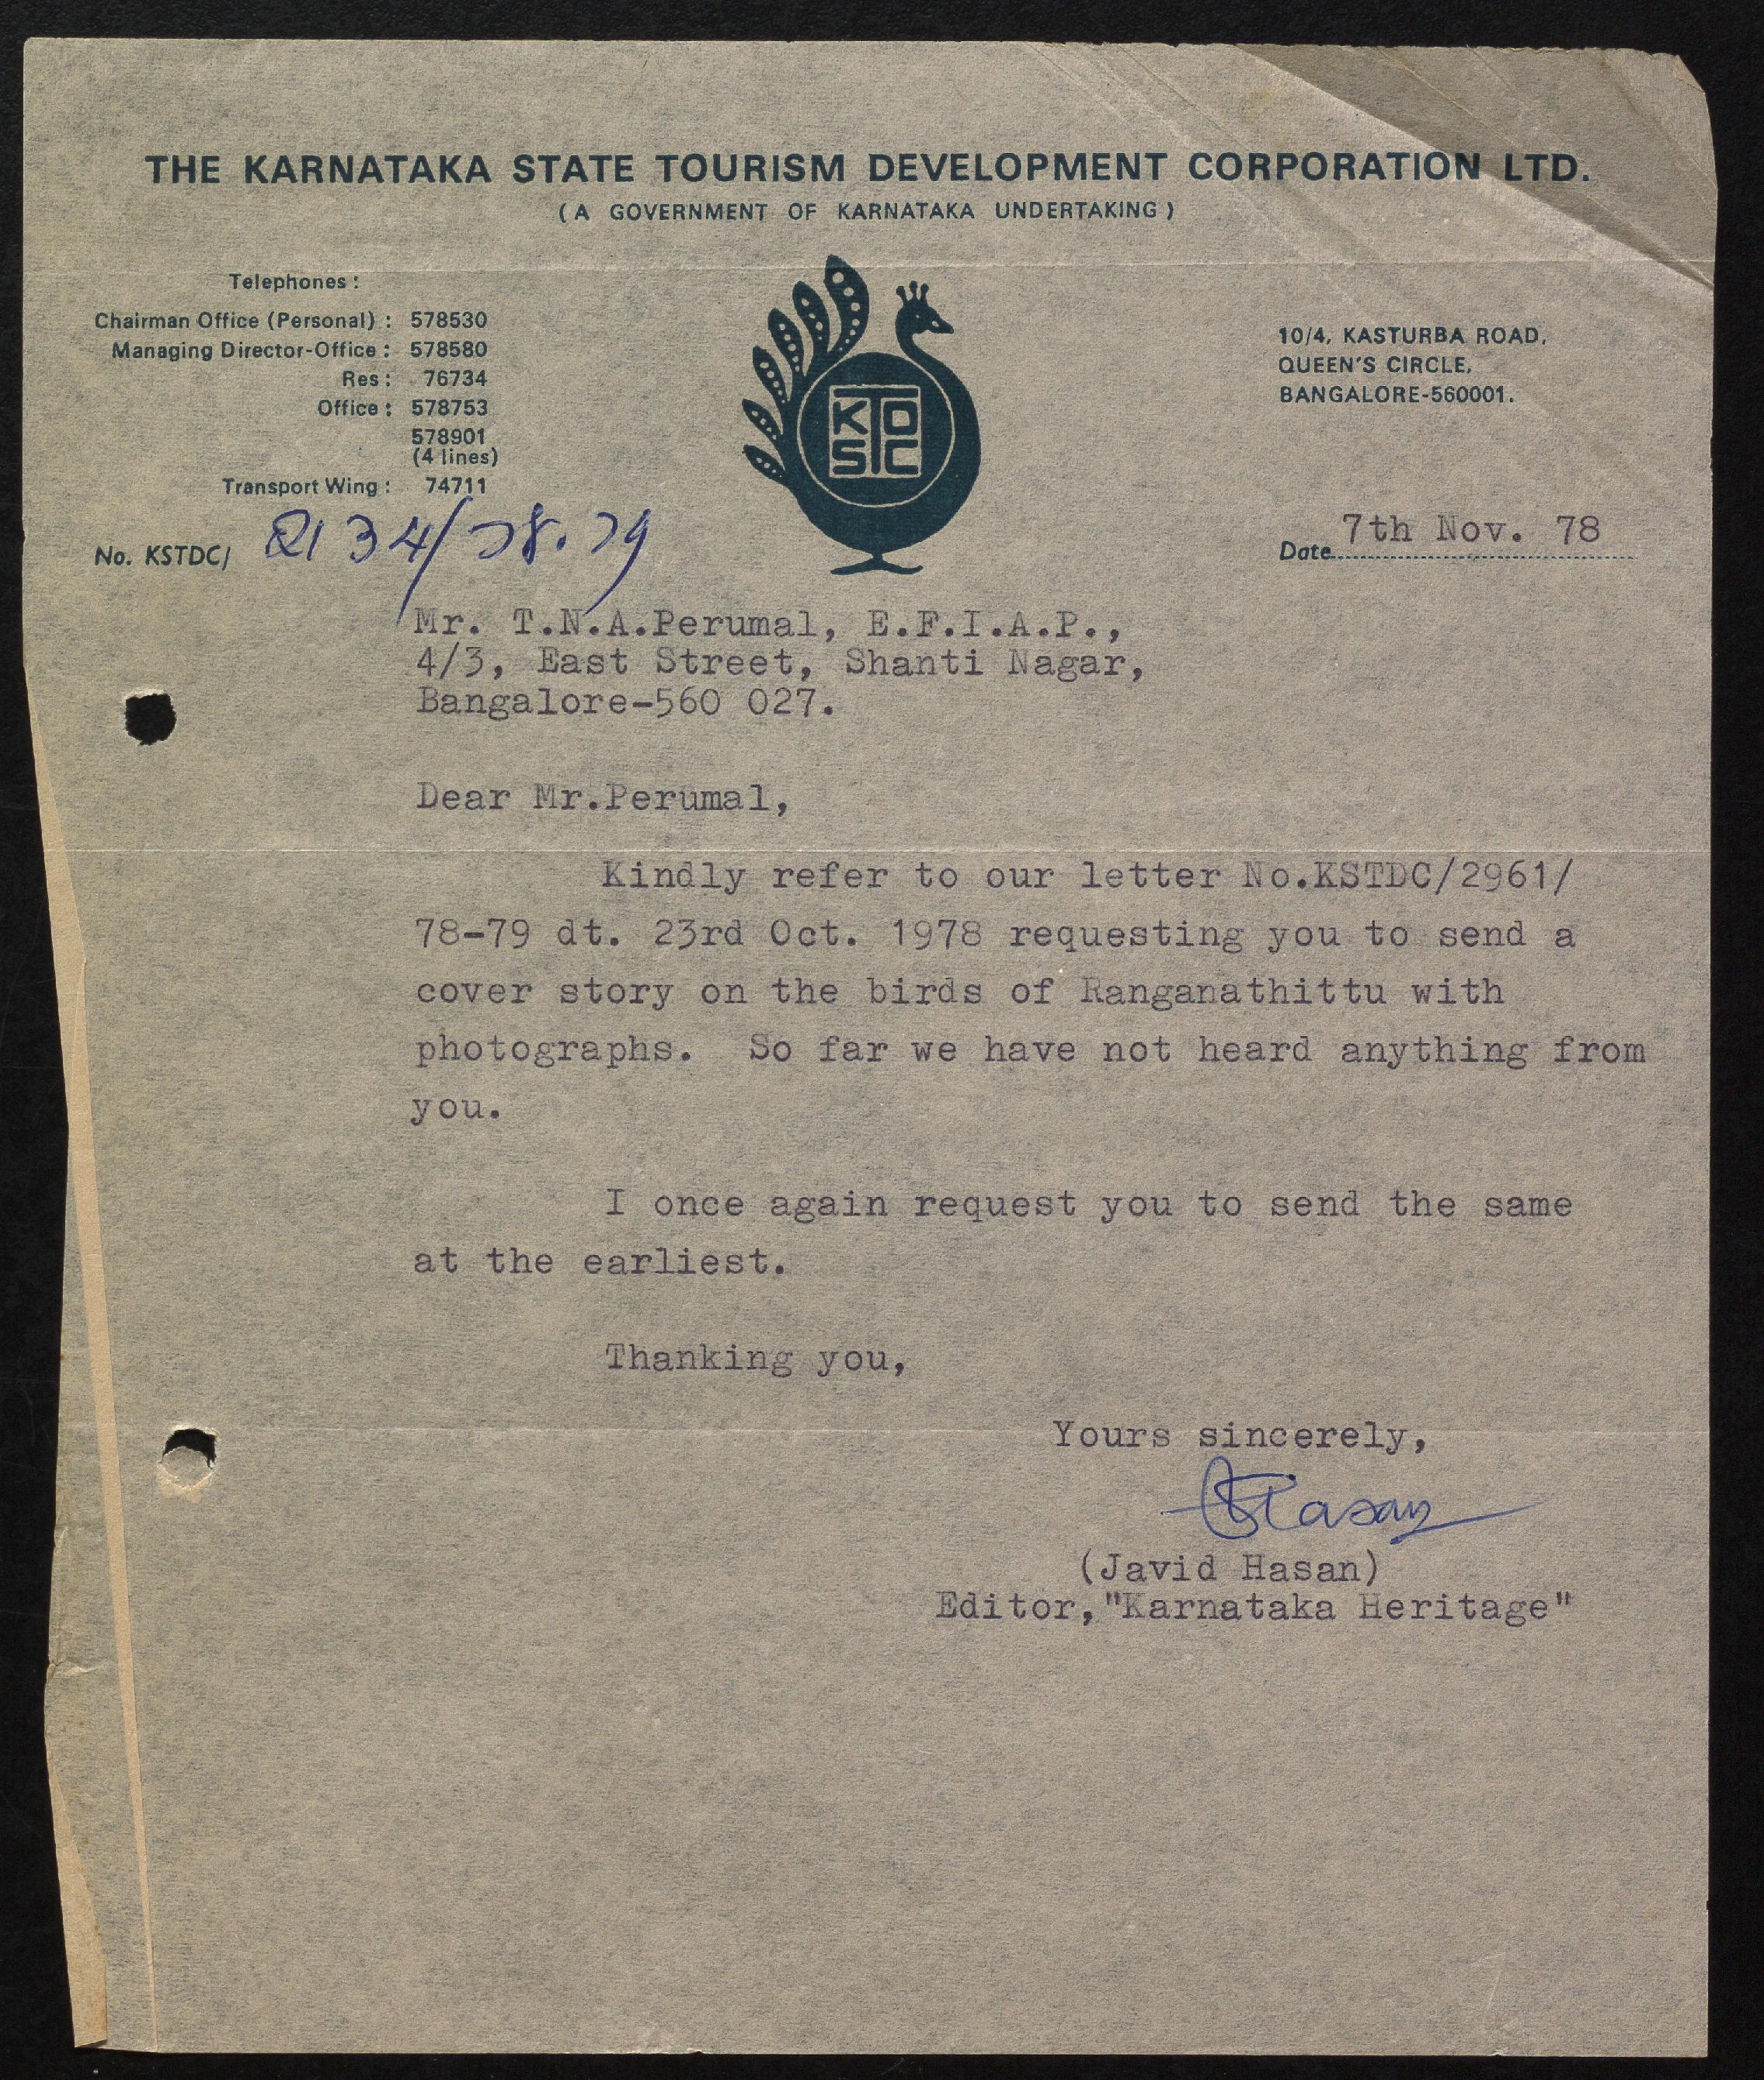 THE KARNATAKA STATE TOURISM DEVELOPMENT CORPORATION LTD.
(A GOVERNMENT OF KARNATAKA UNDERTAKING)
Telephones :
Chairman Office (Personal) : 578530
Managing Director-Office : 578580
Res : 76734
Office : 578753
578901
(4 lines)
Transport Wing : 74711
KTDSTC
10/4, KASTURBA ROAD,
QUEEN'S CIRCLE,
BANGALORE-560001.
No. KSTDC/ 34/78.79
Date 7th Nov. 78
Mr. T.N.A.Perumal, E.F.I.A.P.,
4/3, East Street, Shanti Nagar,
Bangalore-560 027.
Dear Mr.Perumal,
Kindly refer to our letter No.KSTDC/2961/
78-79 dt. 23rd Oct. 1978 requesting you to send a
cover story on the birds of Ranganathittu with
photographs. So far we have not heard anything from
you.
I once again request you to send the same
at the earliest.
Thanking you,
Yours sincerely,
Hasan
(Javid Hasan)
Editor,"Karnataka Heritage"